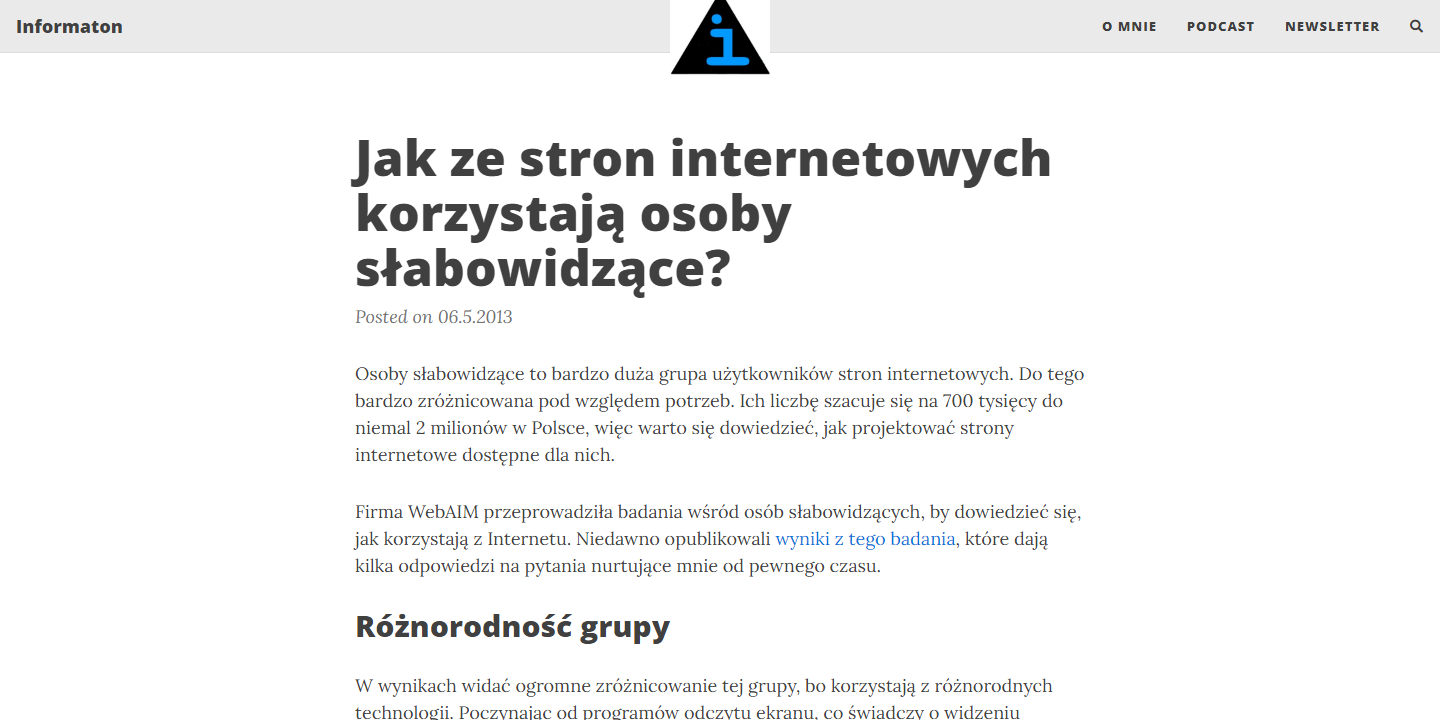 Informaton
i
O MNIE PODCAST NEWSLETTER
Jak ze stron internetowych
korzystają osoby
słabowidzące?
Posted on 06.5.2013
Osoby słabowidzące to bardzo duża grupa użytkowników stron internetowych. Do tego
bardzo zróżnicowana pod względem potrzeb. Ich liczbę szacuje się na 700 tysięcy do
niemal 2 milionów w Polsce, więc warto się dowiedzieć, jak projektować strony
internetowe dostępne dla nich.
Firma WebAIM przeprowadziła badania wśród osób słabowidzących, by dowiedzieć się,
jak korzystają z Internetu. Niedawno opublikowali wyniki z tego badania, które dają
kilka odpowiedzi na pytania nurtujące mnie od pewnego czasu.
Różnorodność grupy
W wynikach widać ogromne zróżnicowanie tej grupy, bo korzystają z różnorodnych
technologii. Poczynając od programów odczytu ekranu, co świadczy o widzeniu